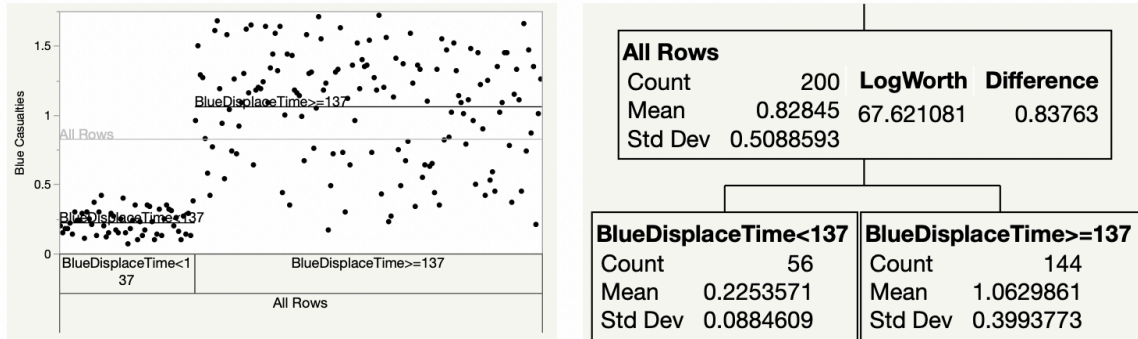 Blue Casualties
1.5
1
0.5
0
BlueDisplaceTime>=137
All Rows
BlueDisplaceTime<137
BlueDisplaceTime<1
37
BlueDisplaceTime>=137
All Rows
All Rows
Count 200 LogWorth Difference
Mean 0.82845 67.621081 0.83763
Std Dev 0.5088593
BlueDisplaceTime<137
Count 56
Mean 0.2253571
Std Dev 0.0884609
BlueDisplaceTime>=137
Count 144
Mean 1.0629861
Std Dev 0.3993773